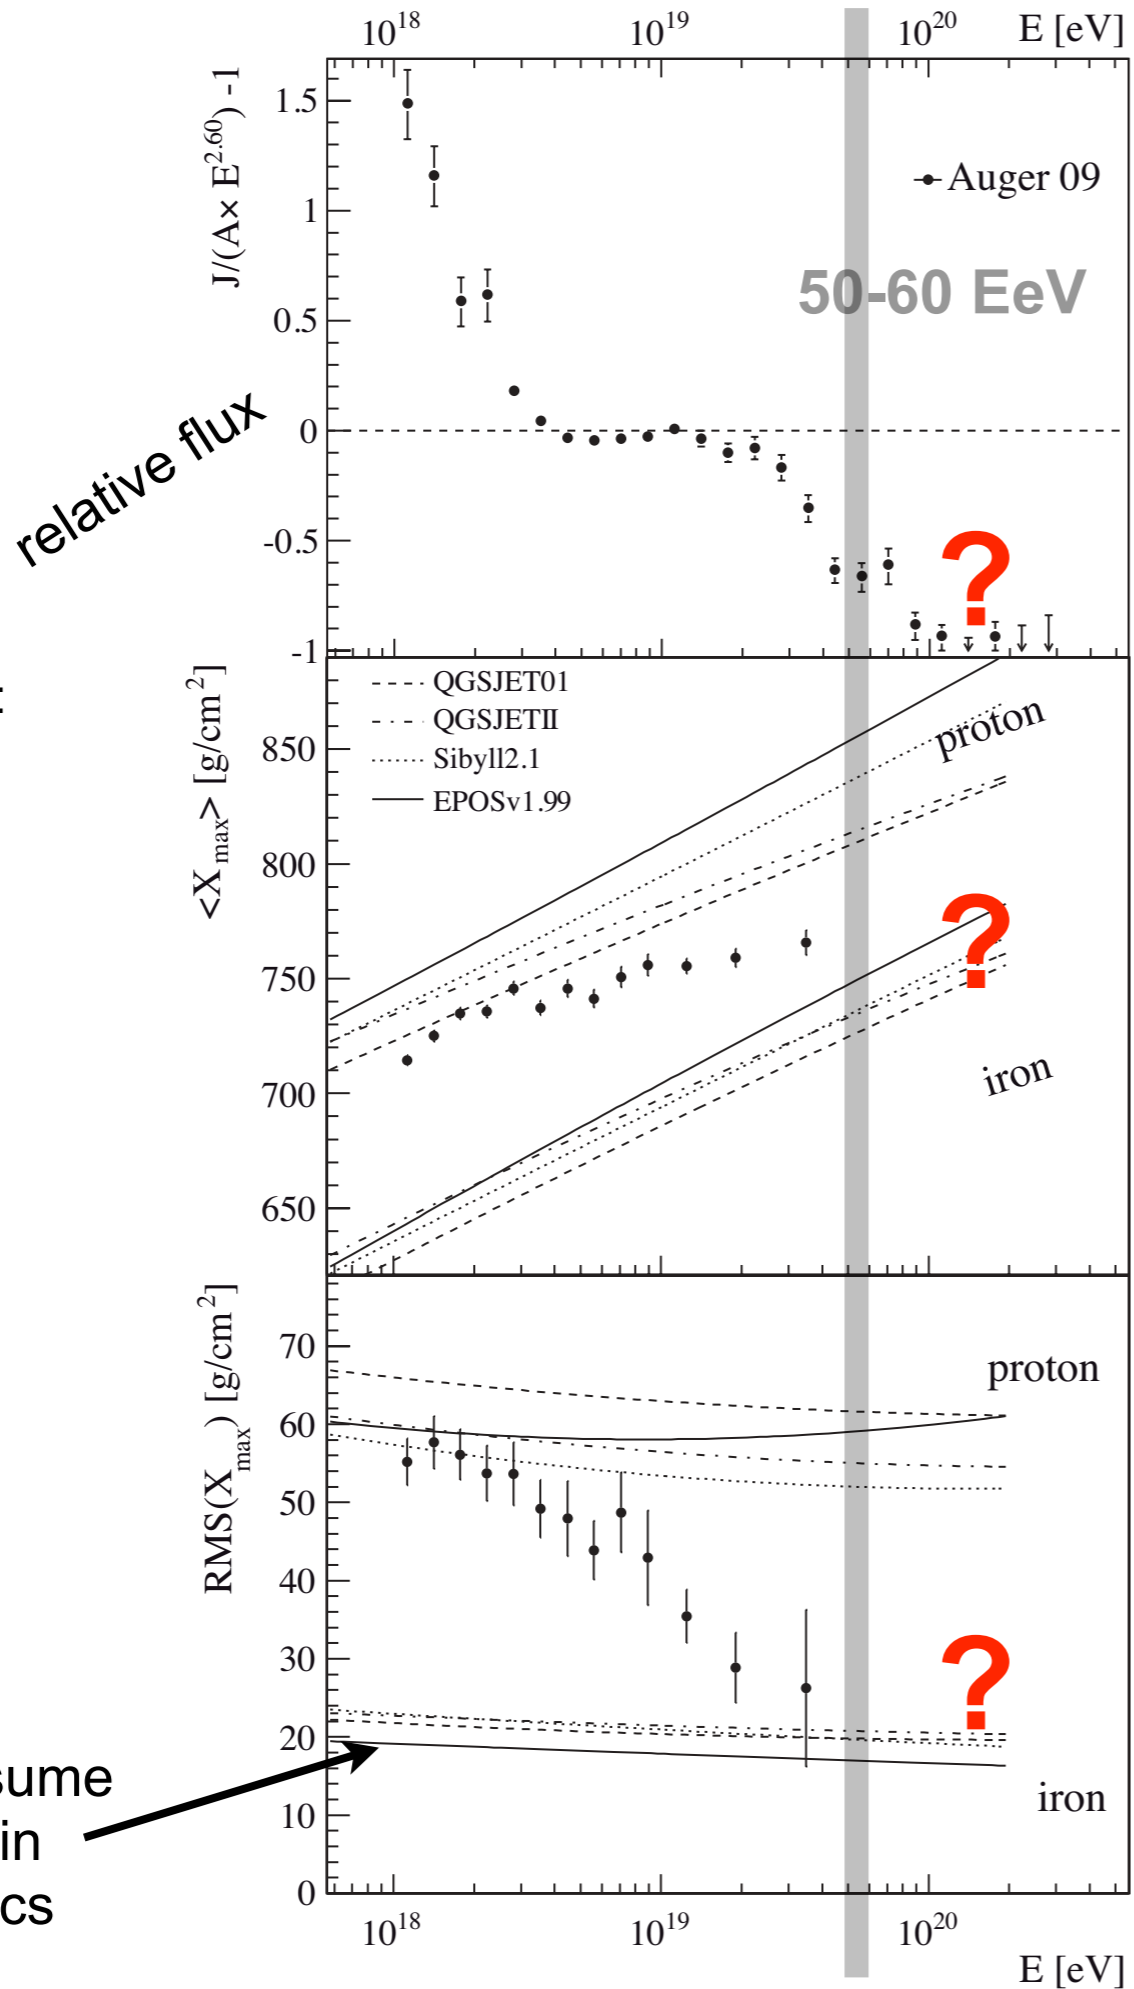 10^18 10^19 10^20 E [eV]
J/(A× E^2.60) -1
1.5
1
0.5
0
-0.5
-1
Auger 09
50-60 EeV
relative flux
?
<X_max> [g/cm^2]
850
800
750
700
650
QGSJET01
QGSJETII
Sibyll2.1
EPOSv1.99
proton
?
iron
RMS(X_max) [g/cm^2]
70
60
50
40
30
20
10
0
proton
?
iron
sume
in
cs
10^18 10^19 10^20
E [eV]